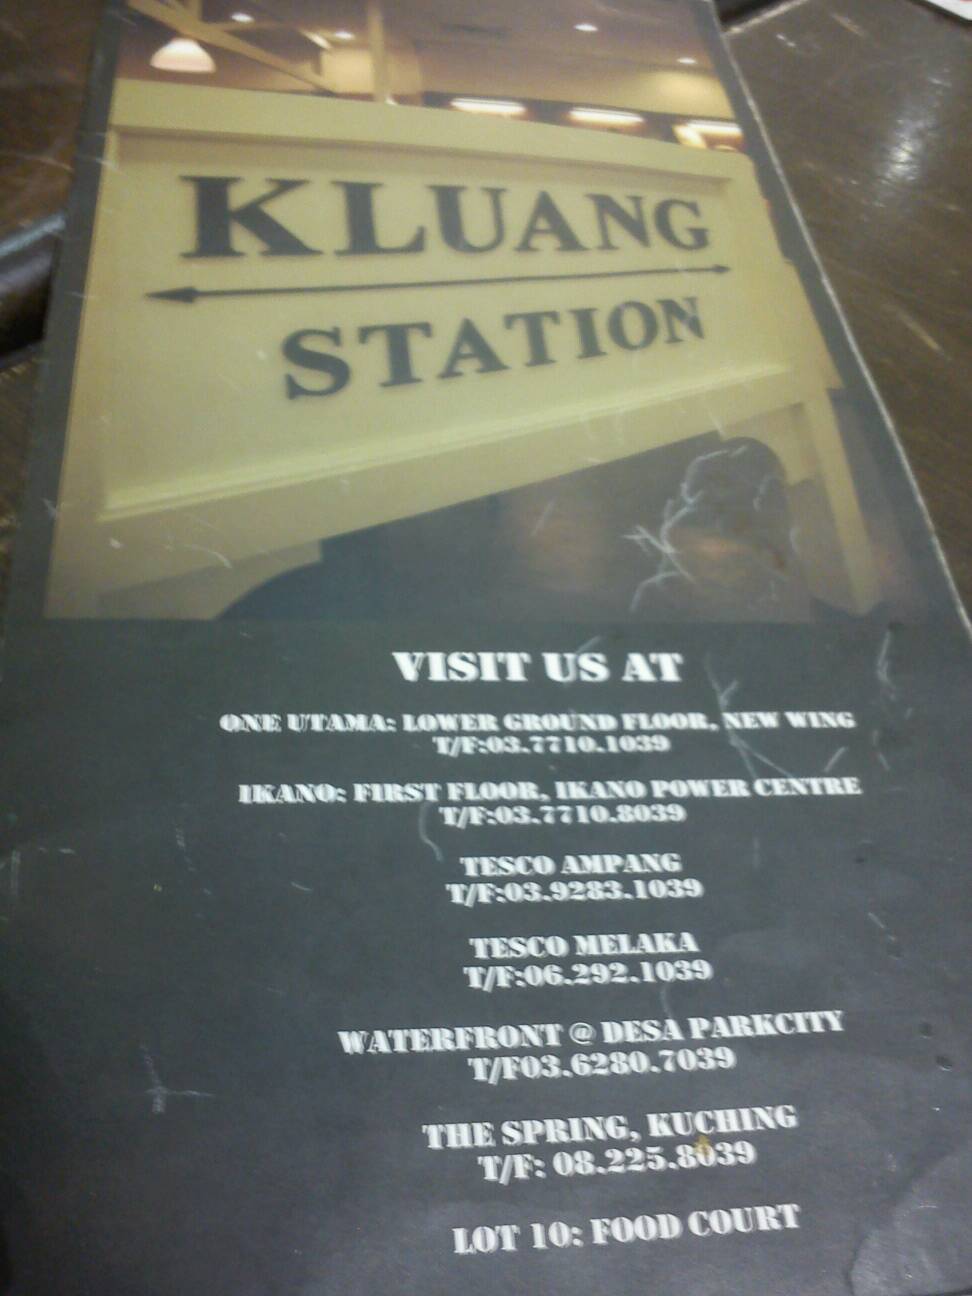 KLUANG
STATION
VISIT US AT
ONE UTAMA: LOWER GROUND FLOOR, NEW WING
T/F:03.7710.1039
IKANO: FIRST FLOOR, IKANO POWER CENTRE
T/F:03.7710.8039
TESCO AMPANG
T/F:03.9283.1039
TESCO MELAKA
T/F:06.292.1039
WATERFRONT @ DESA PARKCITY
T/F03.6280.7039
THE SPRING, KUCHING
T/F: 08.225.8039
LOT 10: FOOD COURT